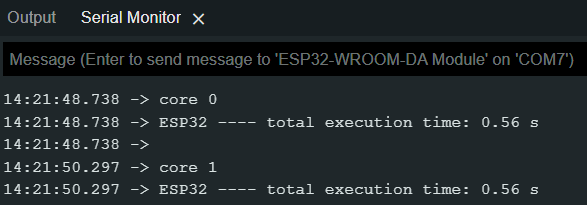 Output Serial Monitor ×
Message (Enter to send message to 'ESP32-WROOM-DA Module' on 'COM7')
14:21:48.738 -> core 0
14:21:48.738 -> ESP32 ---- total execution time: 0.56 s
14:21:48.738 ->
14:21:50.297 -> core 1
14:21:50.297 -> ESP32 ---- total execution time: 0.56 s